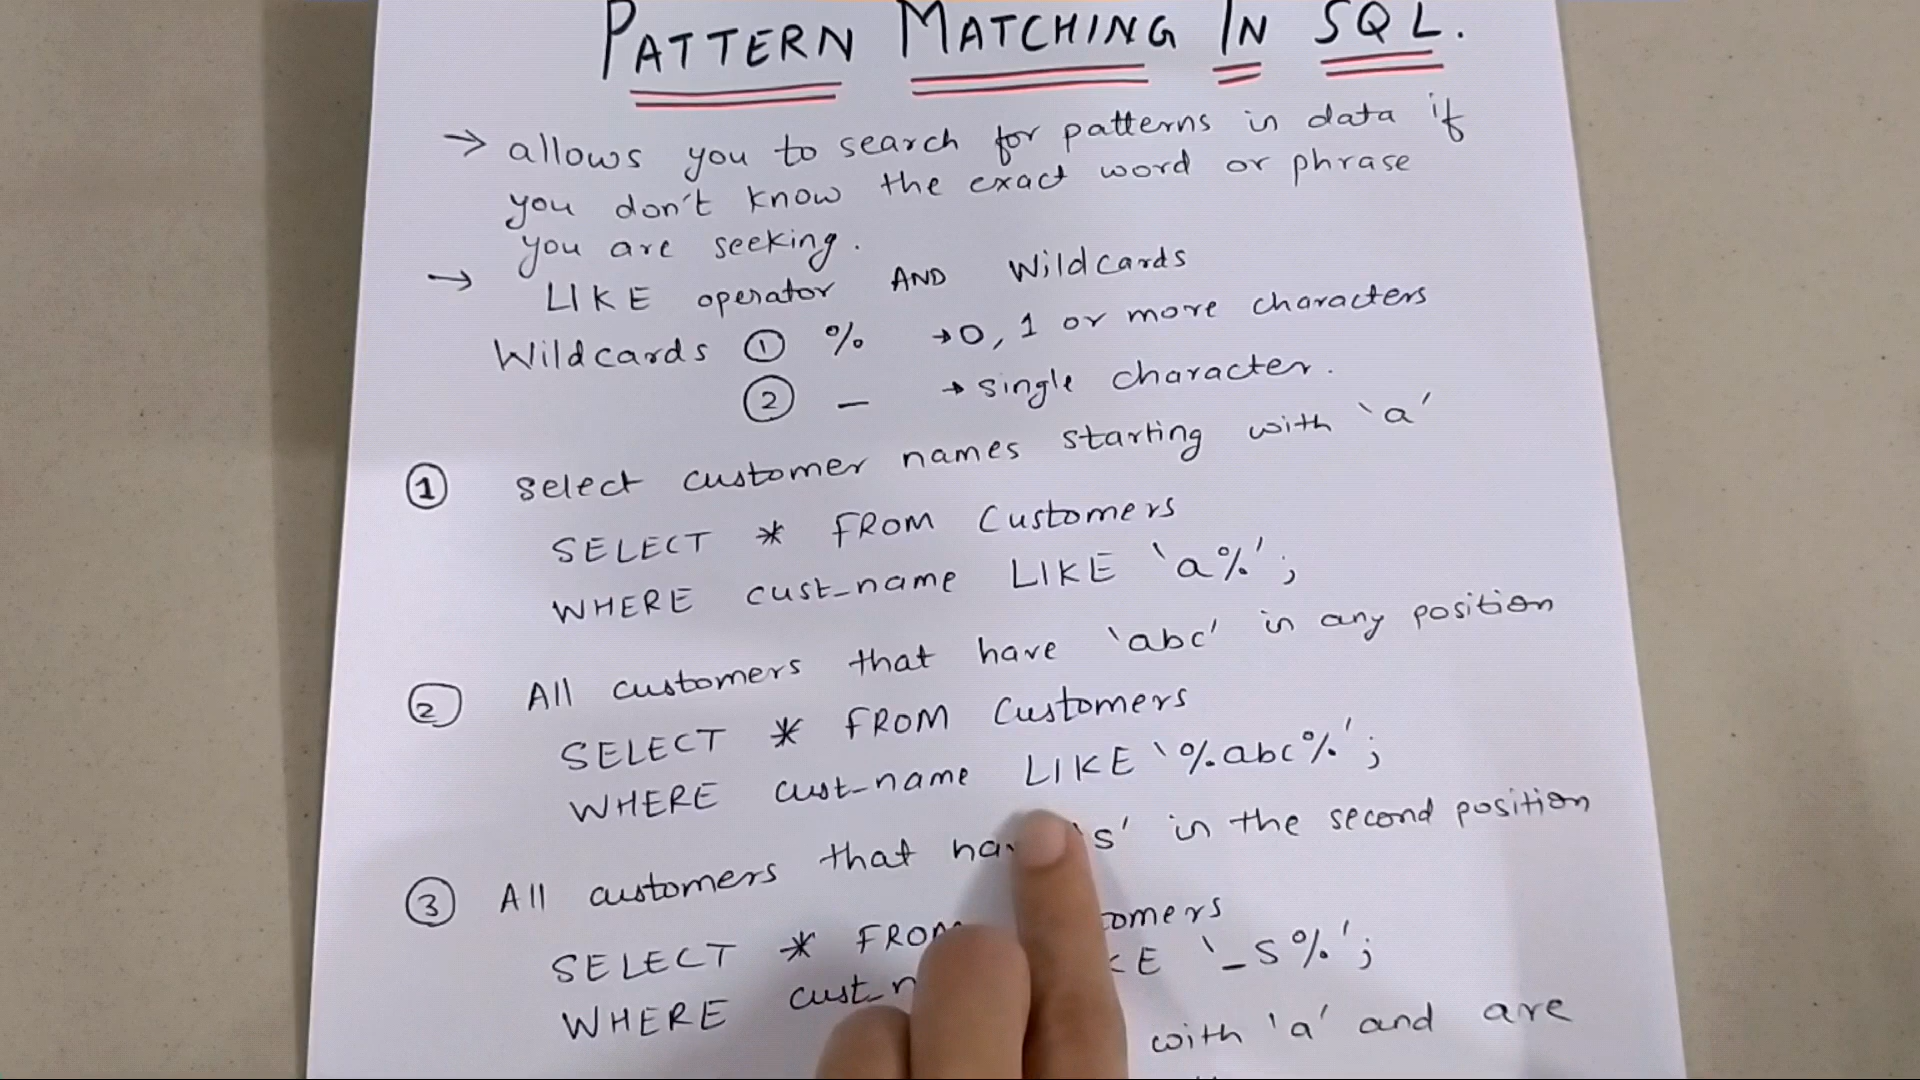 PATTERN MATCHING IN SQL.
→ allows you to search for patterns in data if
you don't know the exact word or phrase
you are seeking.
→ LIKE operator AND Wildcards
Wildcards ① % → 0, 1 or more characters
② _ → single character.
① select customer names starting with 'a'
SELECT * FROM Customers
WHERE cust_name LIKE 'a%';
② All customers that have 'abc' in any position
SELECT * FROM Customers
WHERE cust_name LIKE '%abc%';
③ All customers that 's' in the second position
SELECT *
WHERE '_s%';
with 'a' and are